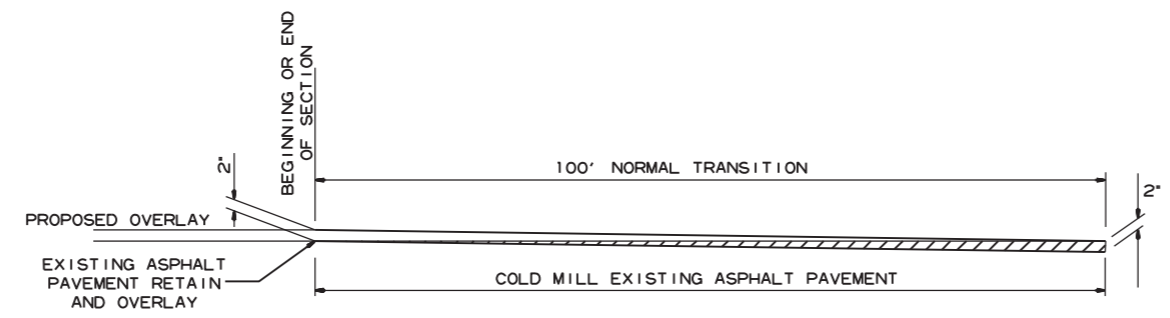 BEGINNING OR END
OF SECTION
2"
100' NORMAL TRANSITION
2"
PROPOSED OVERLAY
EXISTING ASPHALT
PAVEMENT RETAIN
AND OVERLAY
COLD MILL EXISTING ASPHALT PAVEMENT